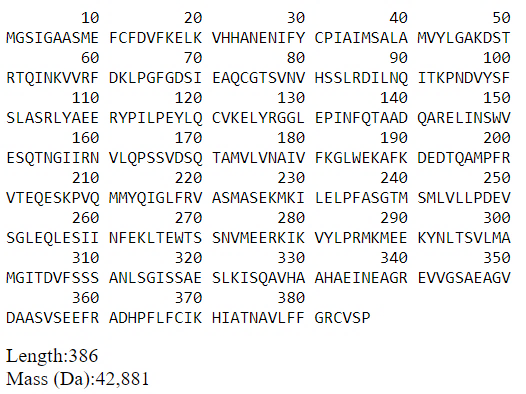 10 20 30 40 50
MGSIGAASME FCFDVFKELK VHHANENIFY CPIAIMSALA MVYLGAKDST
60 70 80 90 100
RTQINKVVRF DKLPGFGDSI EAQCGTSVNV HSSLRDILNQ ITKPNDVYSF
110 120 130 140 150
SLASRLYAEE RYPILPEYLQ CVKELYRGGL EPINFQTAAD QARELINSWV
160 170 180 190 200
ESQTNGIIRN VLQPSSVDSQ TAMVLVNAIV FKGLWEKAFK DEDTQAMPFR
210 220 230 240 250
VTEQESKPVQ MMYQIGLFRV ASMASEKMKI LELPFASGTM SMLVLLPDEV
260 270 280 290 300
SGLEQLESII NFEKLTEWTS SNVMEERKIK VYLPRMKMEE KYNLTSVLMA
310 320 330 340 350
MGITDVFSSS ANLSGISSAE SLKISQAVHA AHAEINEAGR EVVGSAEAGV
360 370 380
DAASVSEEFR ADHPFLFCIK HIATNAVLFF GRCVSP
Length:386
Mass (Da):42,881